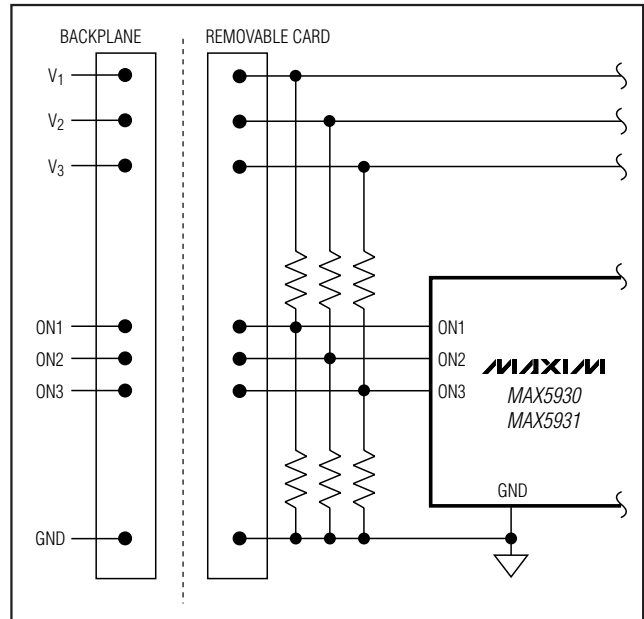 BACKPLANE
REMOVABLE CARD
V1
V2
V3
ON1
ON2
ON3
GND
ON1
ON2
ON3
MAXIM
MAX5930
MAX5931
GND